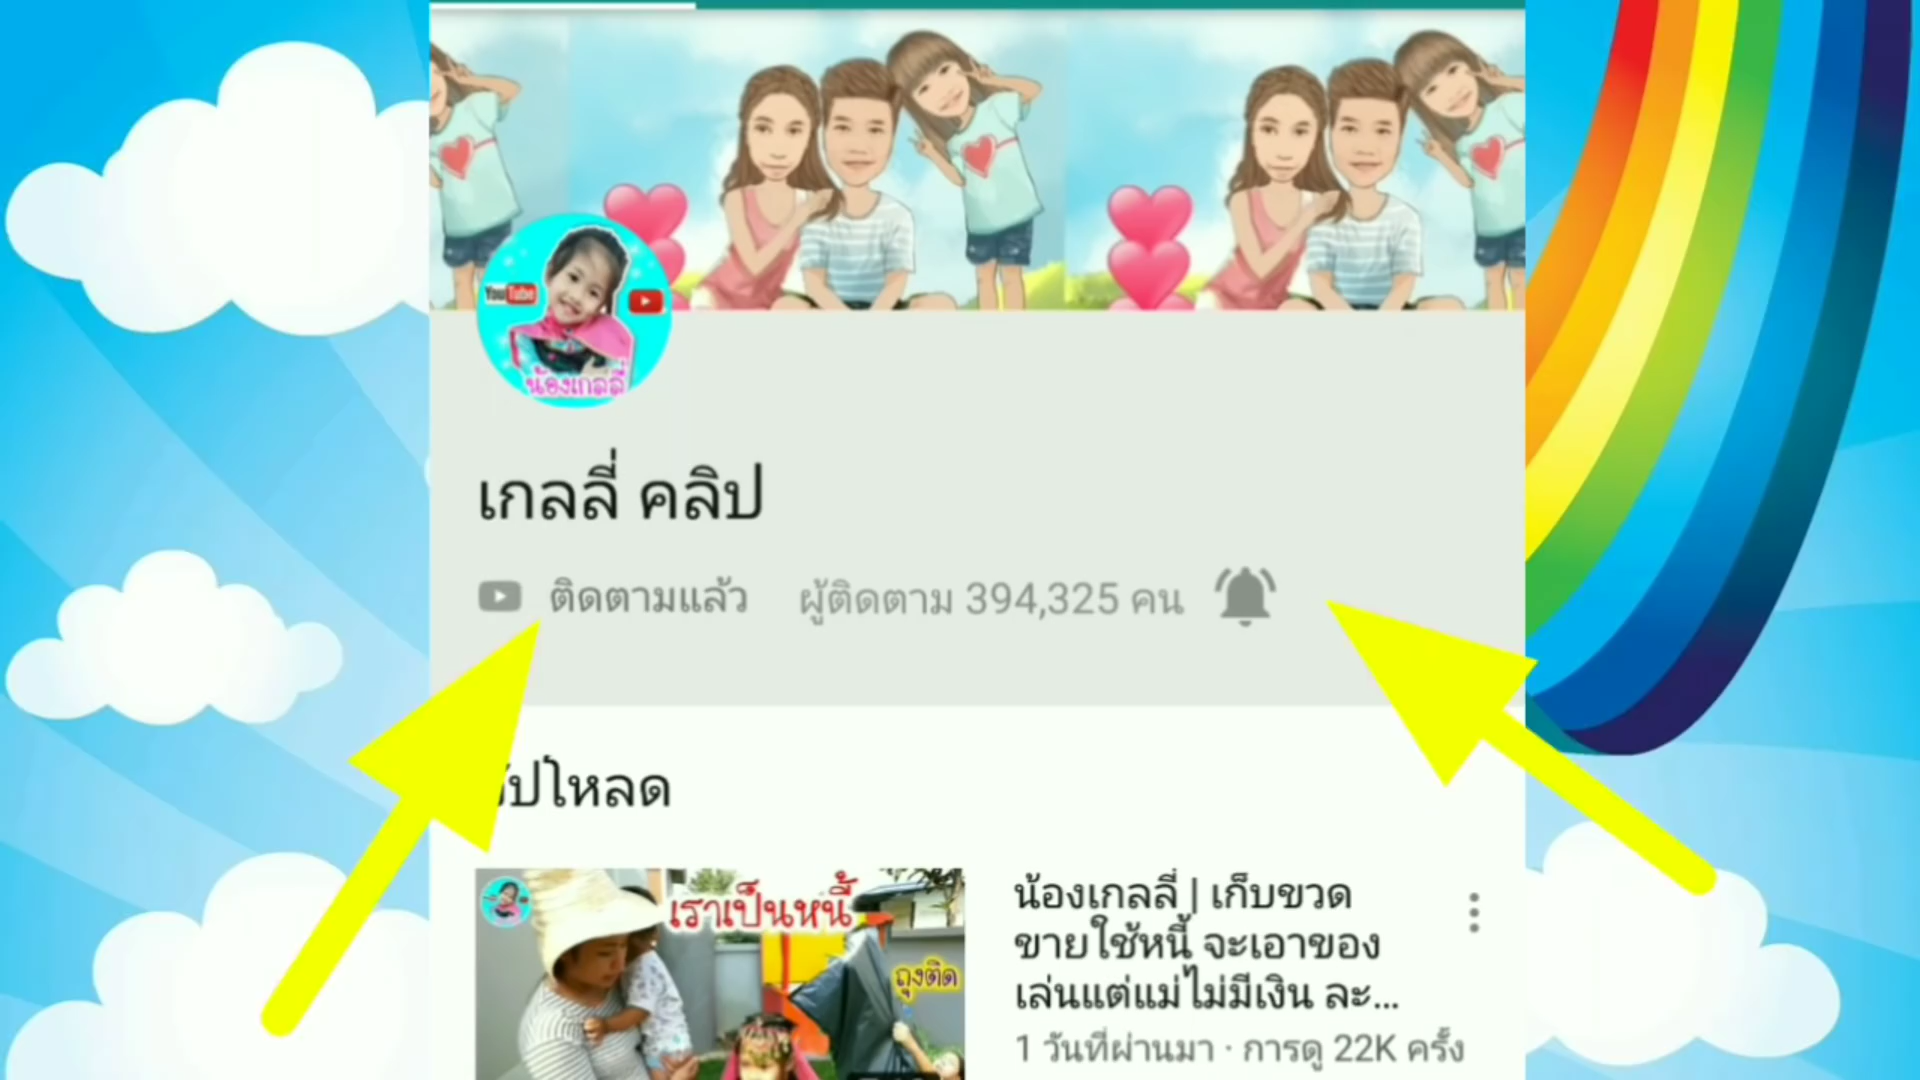 You Tube
น้องเกลลี่
เกลลี่ คลิป
ติดตามแล้ว ผู้ติดตาม 394,325 คน
อัปโหลด
เราเป็นหนี้
ถุงติด
น้องเกลลี่ | เก็บขวด
ขายใช้หนี้ จะเอาของ
เล่นแต่แม่ไม่มีเงิน ละ...
1 วันที่ผ่านมา · การดู 22K ครั้ง